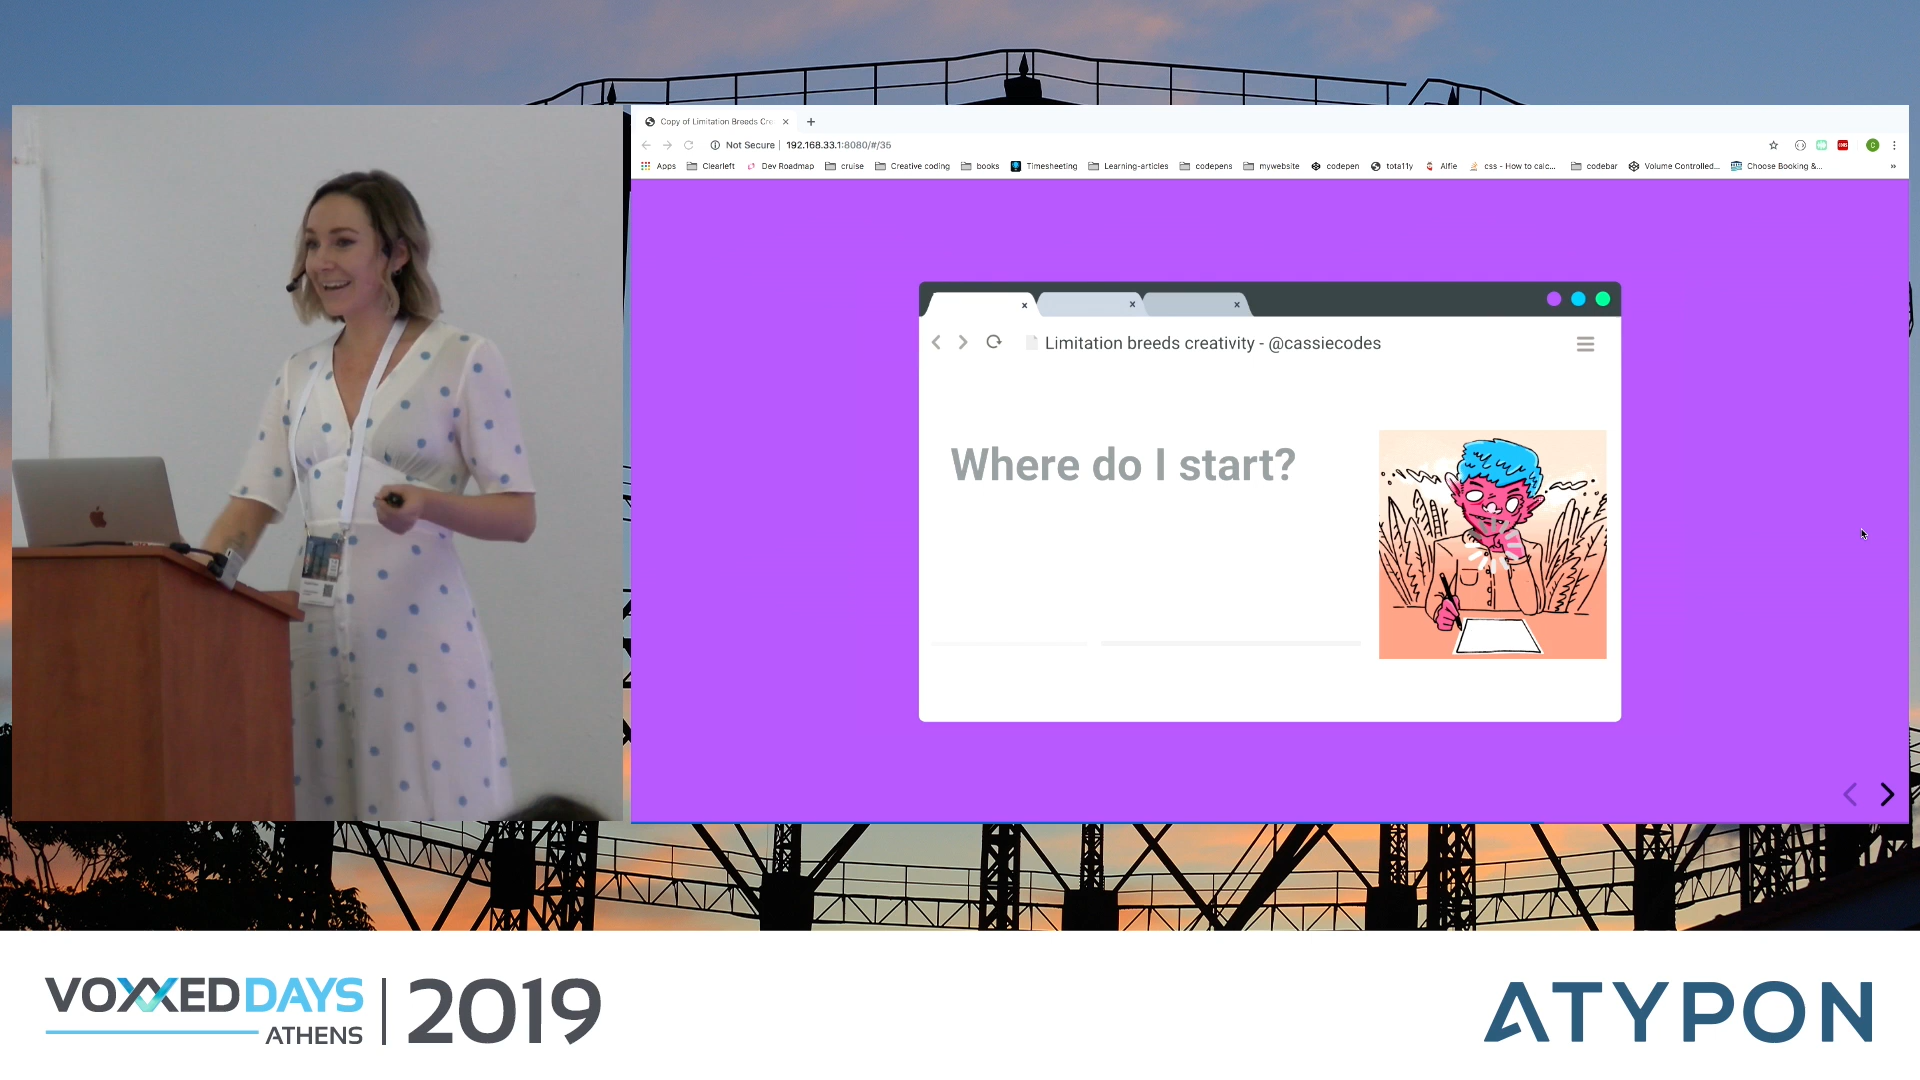 Copy of Limitation Breeds Cre
Not Secure | 192.168.33.1:8080/#/35
Apps Clearleft Dev Roadmap cruise Creative coding books Timesheeting Learning-articles codepens mywebsite codepen tota11y Alfie css - How to calc... codebar Volume Controlled... Choose Booking &... »
Limitation breeds creativity - @cassiecodes
Where do I start?
VOXXEDDAYS
ATHENS
2019
ATYPON